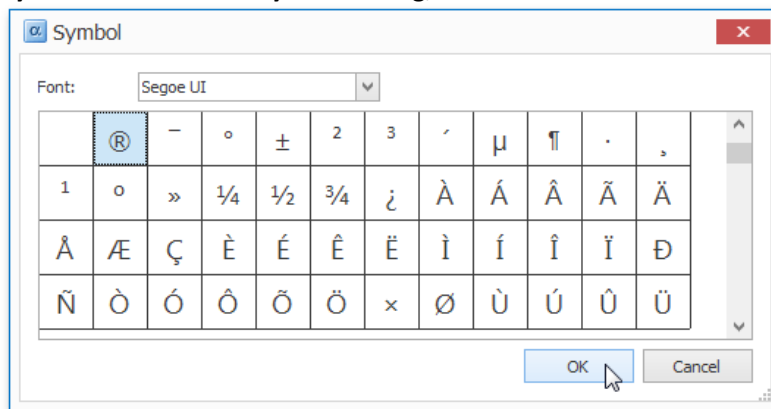 Symbol
Font: Segoe UI
® ¯ ° ± ² ³ ´ µ ¶ · ¸
¹ º » ¼ ½ ¾ ¿ À Á Â Ã Ä
Å Æ Ç È É Ê Ë Ì Í Î Ï Ð
Ñ Ò Ó Ô Õ Ö × Ø Ù Ú Û Ü
OK Cancel